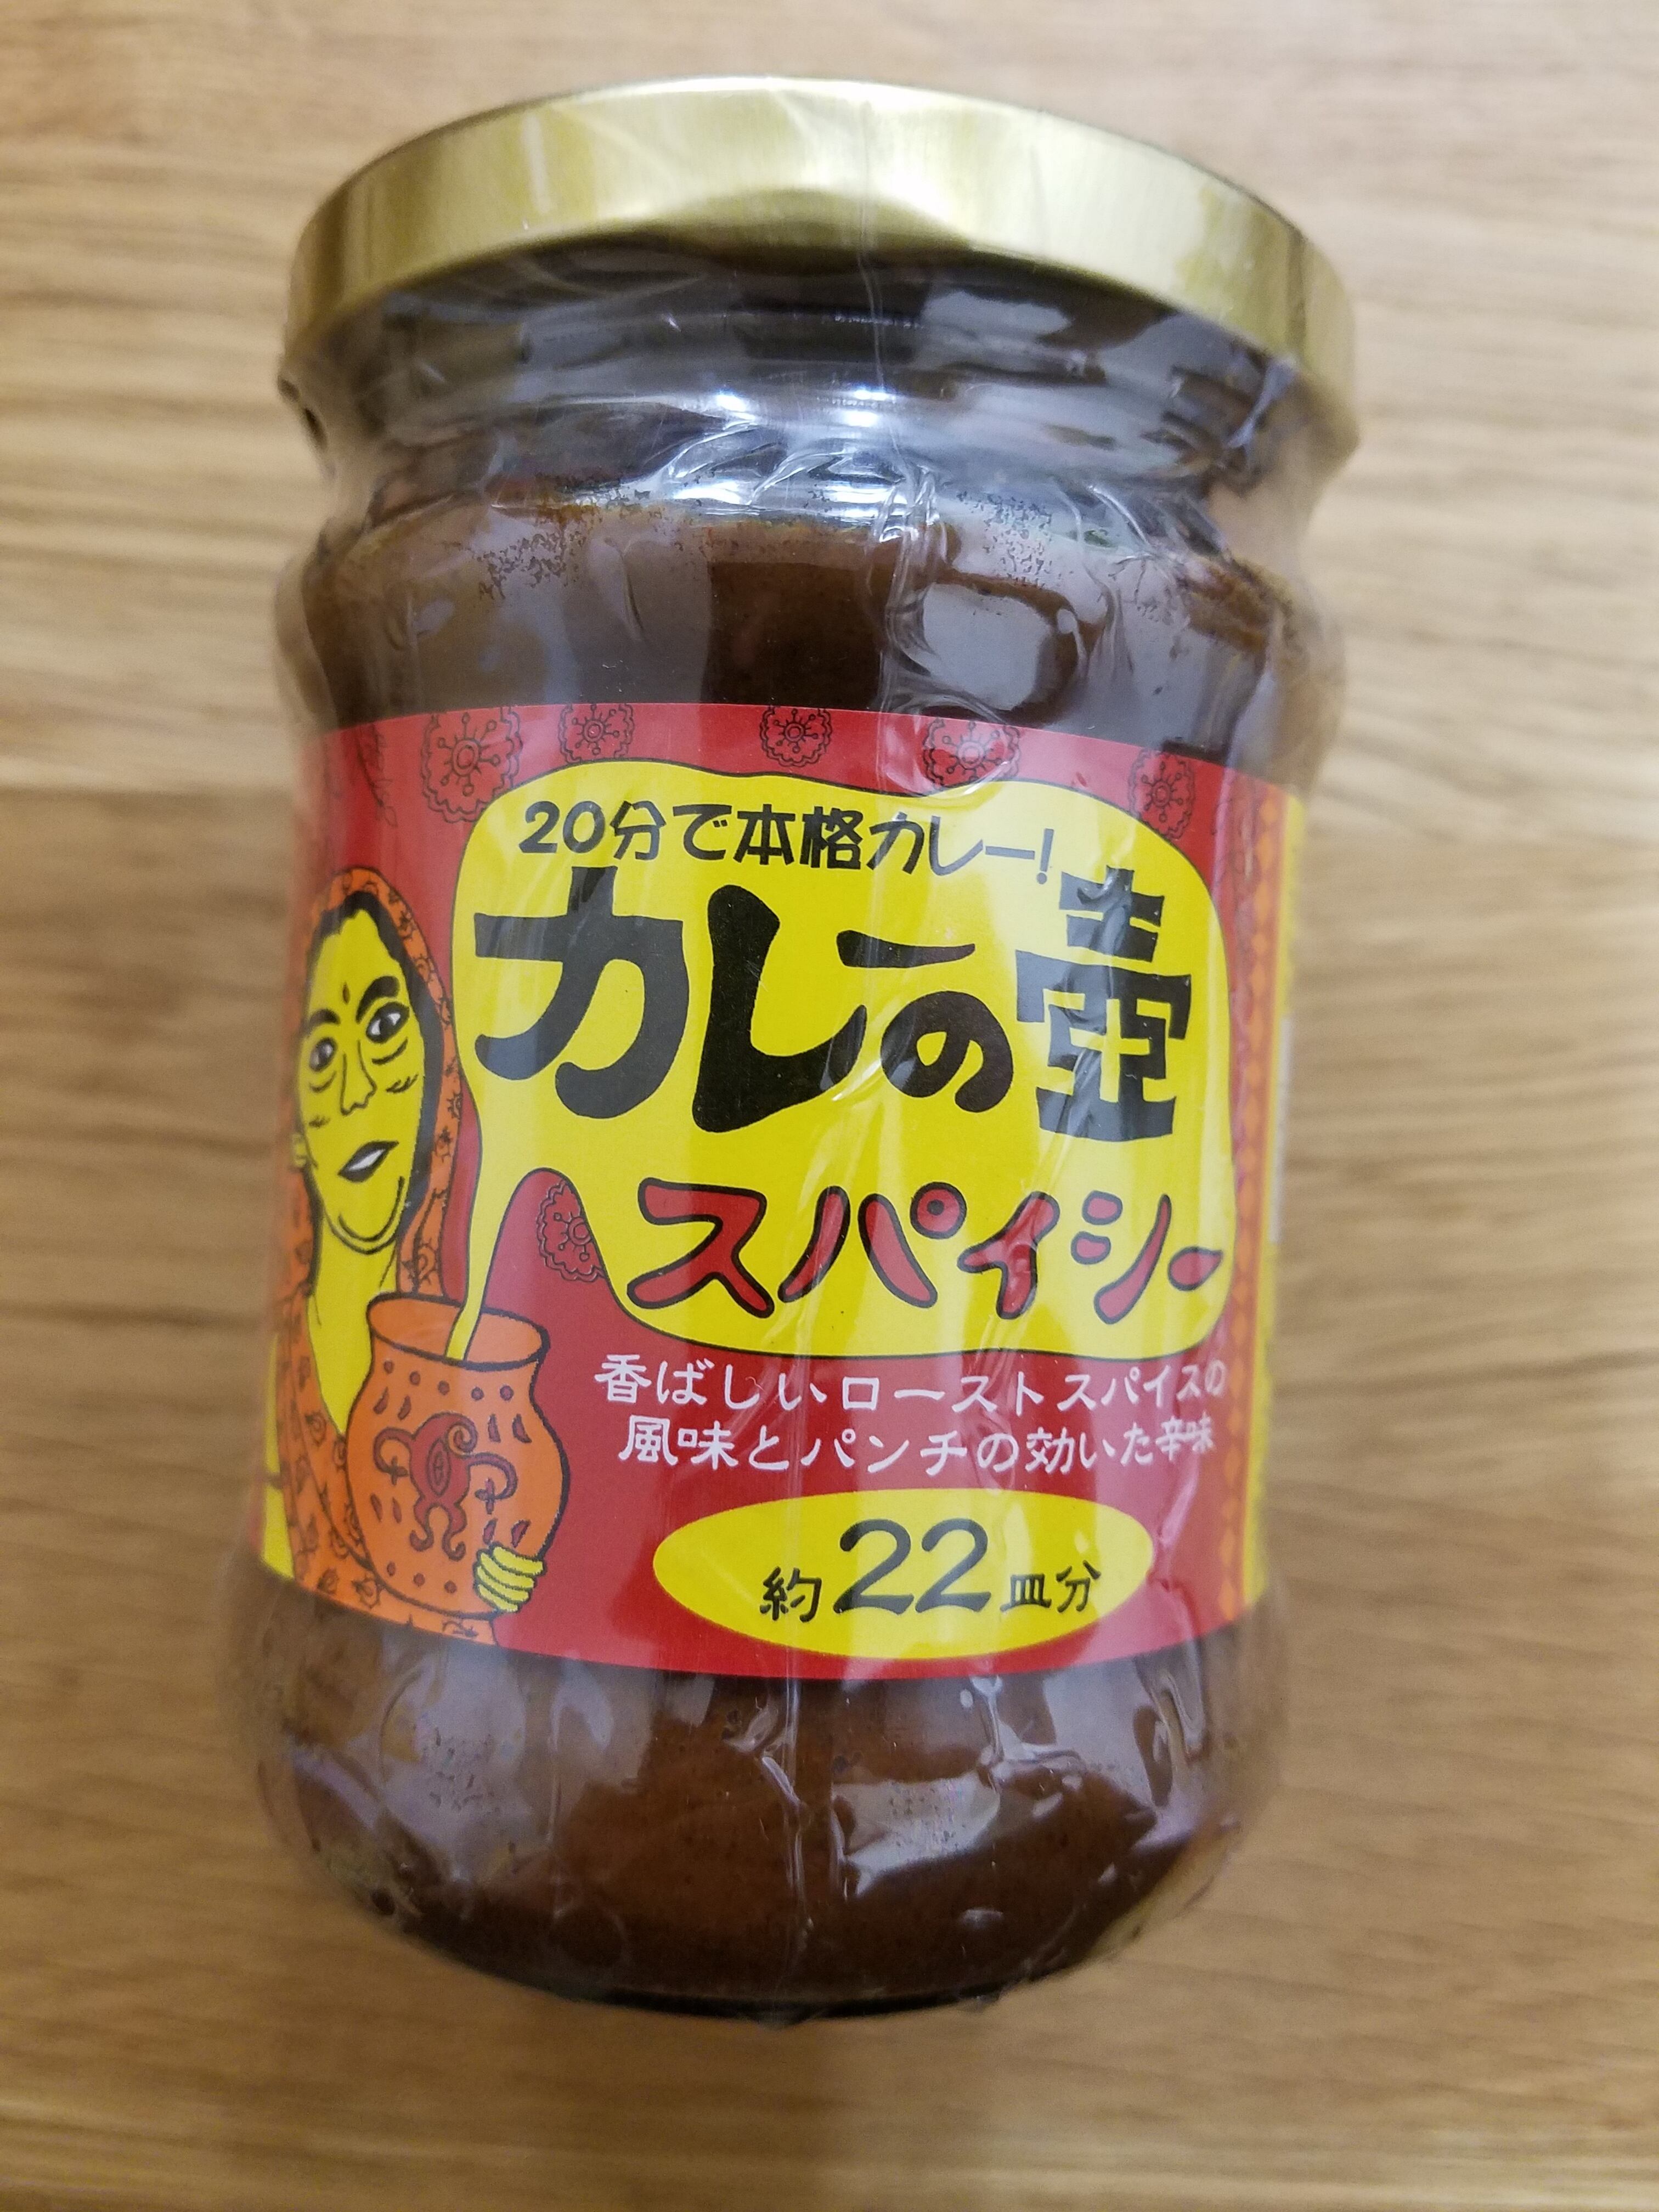 20分で本格カレー!
カレーの壺
スパイシー
香ばしいローストスパイスの
風味とパンチの効いた辛味
約22皿分